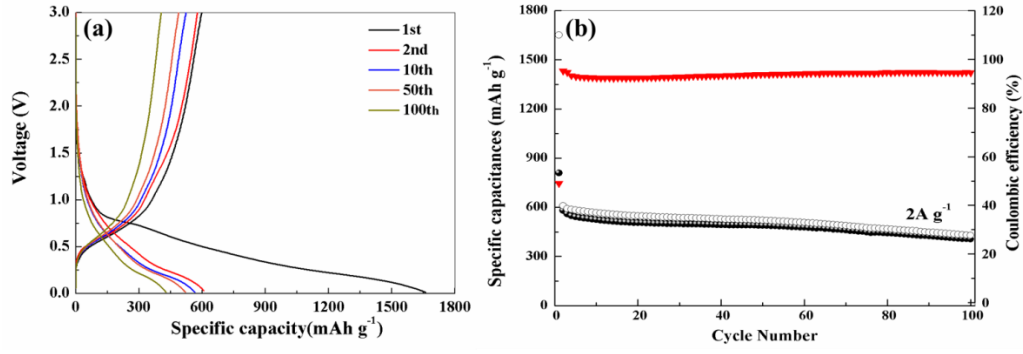 (a)
1st
2nd
10th
50th
100th
3.0
2.5
2.0
1.5
1.0
0.5
0.0
Voltage (V)
0 300 600 900 1200 1500 1800
Specific capacity(mAh g⁻¹)
(b)
2A g⁻¹
1800
1500
1200
900
600
300
0
Specific capacitances (mAh g⁻¹)
120
100
80
60
40
20
0
Coulombic efficiency (%)
0 20 40 60 80 100
Cycle Number